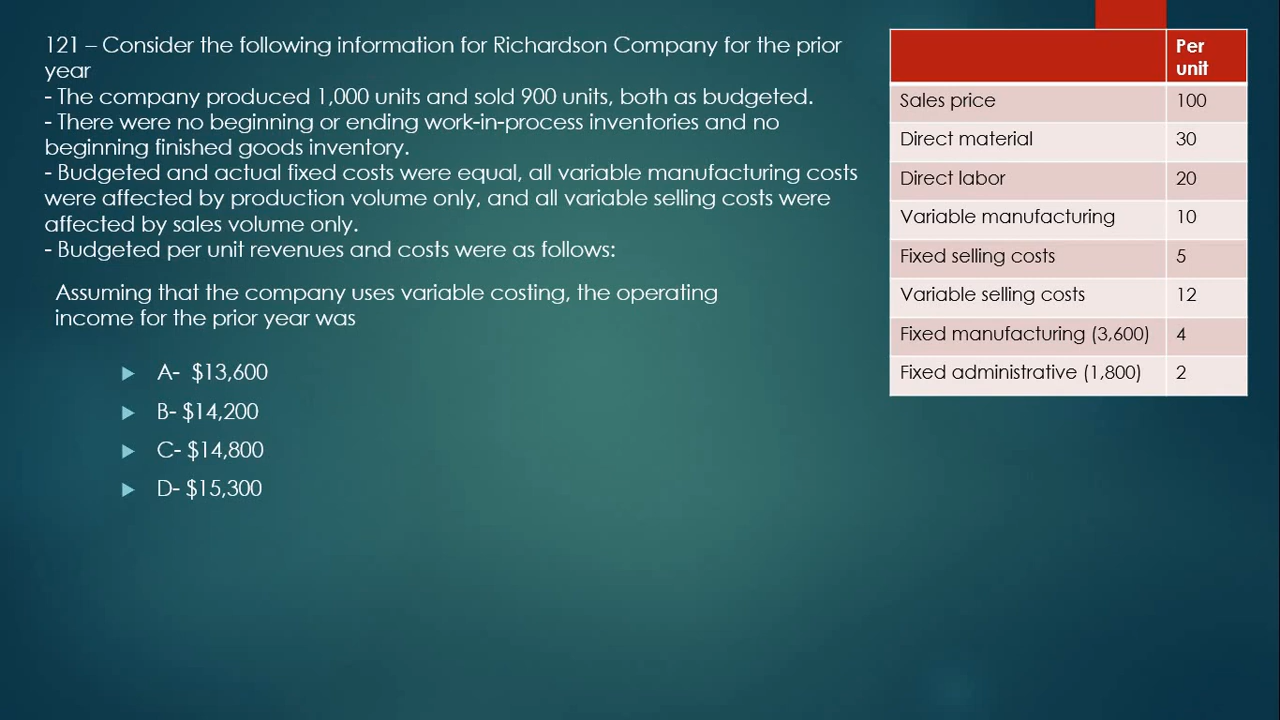 121 – Consider the following information for Richardson Company for the prior
year
- The company produced 1,000 units and sold 900 units, both as budgeted.
- There were no beginning or ending work-in-process inventories and no
beginning finished goods inventory.
- Budgeted and actual fixed costs were equal, all variable manufacturing costs
were affected by production volume only, and all variable selling costs were
affected by sales volume only.
- Budgeted per unit revenues and costs were as follows:
Assuming that the company uses variable costing, the operating
income for the prior year was
A- $13,600
B- $14,200
C- $14,800
D- $15,300
Per
unit
Sales price 100
Direct material 30
Direct labor 20
Variable manufacturing 10
Fixed selling costs 5
Variable selling costs 12
Fixed manufacturing (3,600) 4
Fixed administrative (1,800) 2